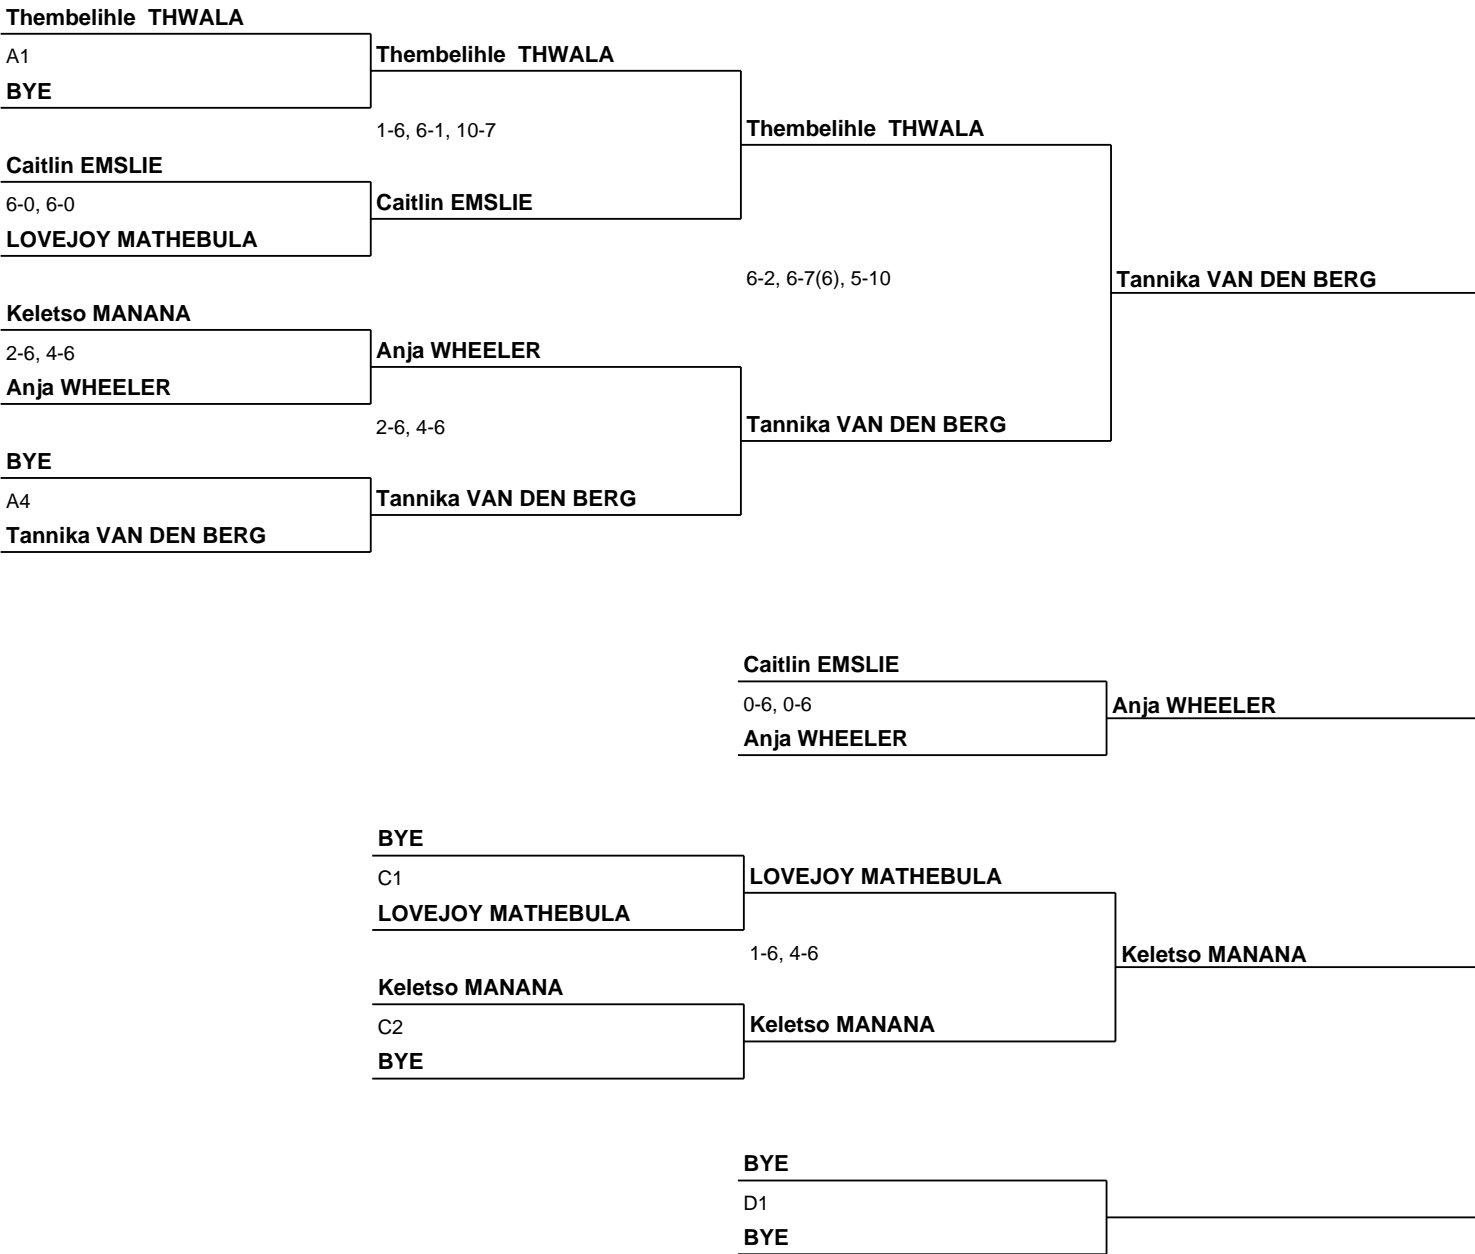 Thembelihle  THWALA
A1
BYE
Thembelihle  THWALA
1-6, 6-1, 10-7
Caitlin EMSLIE
6-0, 6-0
LOVEJOY MATHEBULA
Caitlin EMSLIE
Thembelihle  THWALA
6-2, 6-7(6), 5-10
Tannika VAN DEN BERG
Keletso MANANA
2-6, 4-6
Anja WHEELER
Anja WHEELER
2-6, 4-6
Tannika VAN DEN BERG
BYE
A4
Tannika VAN DEN BERG
Tannika VAN DEN BERG
Caitlin EMSLIE
0-6, 0-6
Anja WHEELER
Anja WHEELER
BYE
C1
LOVEJOY MATHEBULA
LOVEJOY MATHEBULA
1-6, 4-6
Keletso MANANA
Keletso MANANA
C2
BYE
Keletso MANANA
BYE
D1
BYE